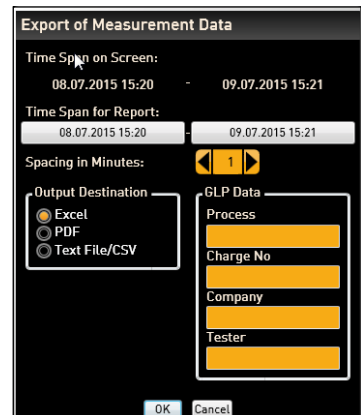 Export of Measurement Data
Time Span on Screen:
08.07.2015 15:20 - 09.07.2015 15:21
Time Span for Report:
08.07.2015 15:20 - 09.07.2015 15:21
Spacing in Minutes: 1
Output Destination
Excel
PDF
Text File/CSV
GLP Data
Process
Charge No
Company
Tester
OK Cancel